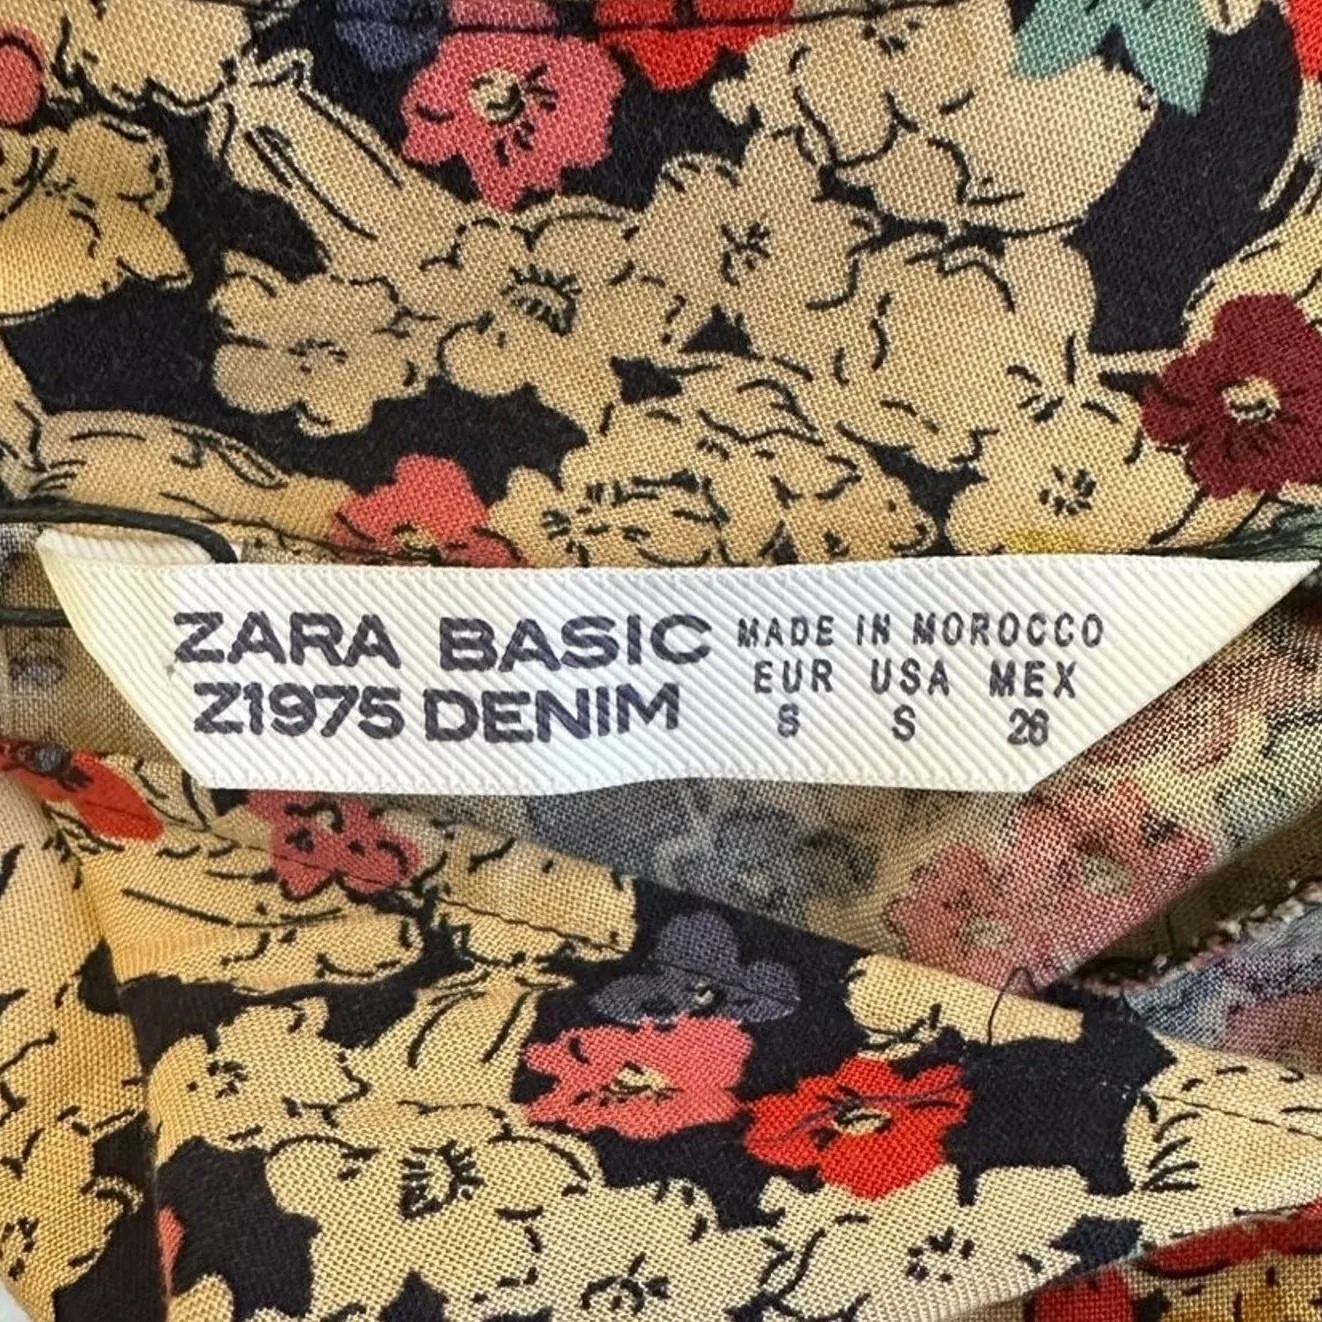 ZARA BASIC
Z1975 DENIM
MADE IN MOROCCO
EUR USA MEX
S S 26